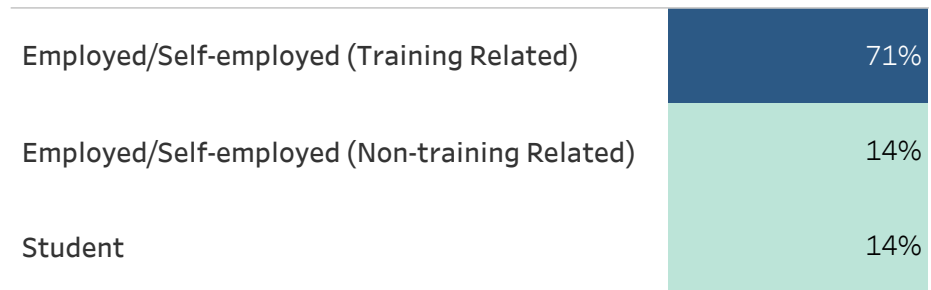 Employed/Self-employed (Training Related) 71%
Employed/Self-employed (Non-training Related) 14%
Student 14%